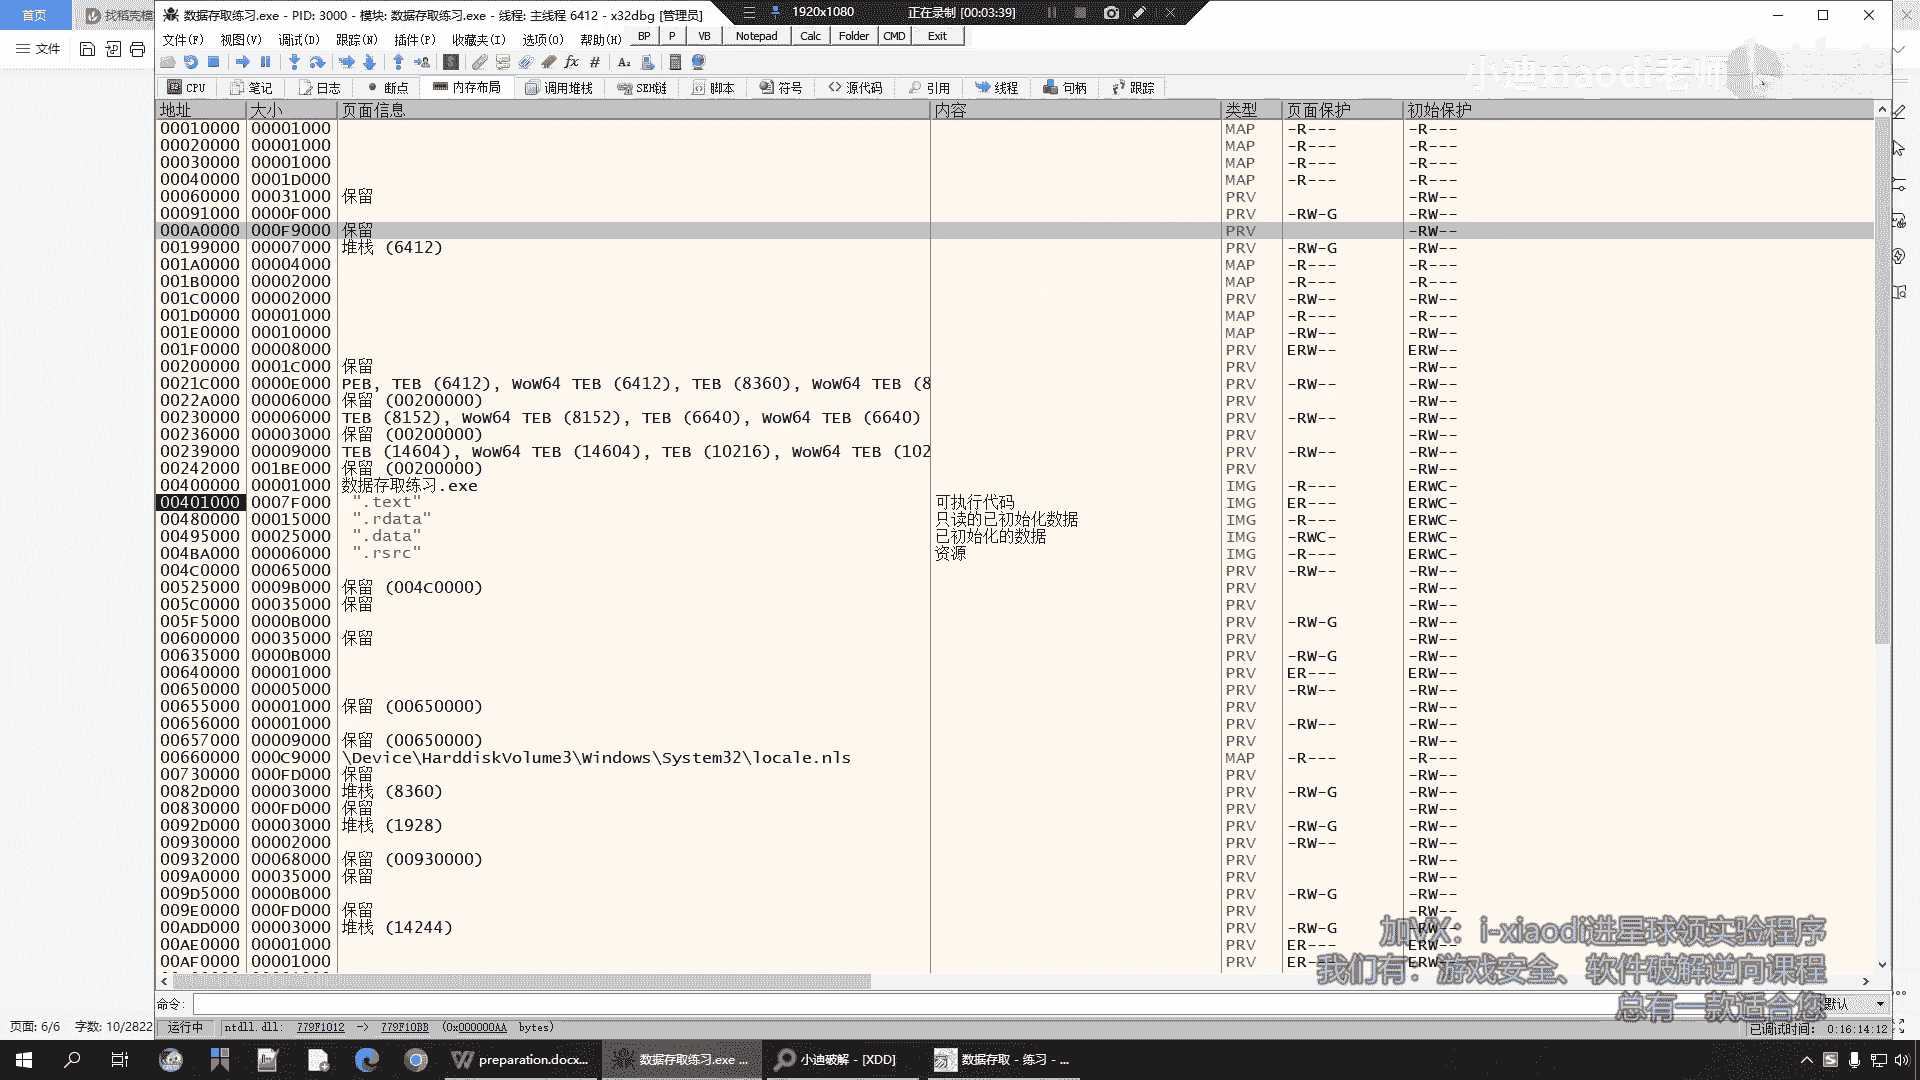 首页
找稻壳模
数据存取练习.exe - PID: 3000 - 模块: 数据存取练习.exe - 线程: 主线程 6412 - x32dbg [管理员]
1920x1080
正在录制 [00:03:39]
文件
文件(F) 视图(V) 调试(D) 跟踪(N) 插件(P) 收藏夹(I) 选项(O) 帮助(H) BP P VB Notepad Calc Folder CMD Exit
小迪xiaodi老师
CPU 笔记 日志 断点 内存布局 调用堆栈 SEH链 脚本 符号 源代码 引用 线程 句柄 跟踪
地址 大小 页面信息 内容 类型 页面保护 初始保护
00010000 00001000 MAP -R--- -R---
00020000 00001000 MAP -R--- -R---
00030000 00001000 MAP -R--- -R---
00040000 0001D000 MAP -R--- -R---
00060000 00031000 保留 PRV -RW--
00091000 0000F000 PRV -RW-G -RW--
000A0000 000F9000 保留 PRV -RW--
00199000 00007000 堆栈 (6412) PRV -RW-G -RW--
001A0000 00004000 MAP -R--- -R---
001B0000 00002000 MAP -R--- -R---
001C0000 00002000 PRV -RW-- -RW--
001D0000 00001000 MAP -R--- -R---
001E0000 00010000 MAP -RW-- -RW--
001F0000 00008000 PRV ERW-- ERW--
00200000 0001C000 保留 PRV -RW--
0021C000 0000E000 PEB, TEB (6412), WoW64 TEB (6412), TEB (8360), WoW64 TEB (8 PRV -RW-- -RW--
0022A000 00006000 保留 (00200000) PRV -RW--
00230000 00006000 TEB (8152), WoW64 TEB (8152), TEB (6640), WoW64 TEB (6640) PRV -RW-- -RW--
00236000 00003000 保留 (00200000) PRV -RW--
00239000 00009000 TEB (14604), WoW64 TEB (14604), TEB (10216), WoW64 TEB (102 PRV -RW-- -RW--
00242000 001BE000 保留 (00200000) PRV -RW--
00400000 00001000 数据存取练习.exe IMG -R--- ERWC-
00401000 0007F000 ".text" 可执行代码 IMG ER--- ERWC-
00480000 00015000 ".rdata" 只读的已初始化数据 IMG -R--- ERWC-
00495000 00025000 ".data" 已初始化的数据 IMG -RWC- ERWC-
004BA000 00006000 ".rsrc" 资源 IMG -R--- ERWC-
004C0000 00065000 PRV -RW-- -RW--
00525000 0009B000 保留 (004C0000) PRV -RW--
005C0000 00035000 保留 PRV -RW--
005F5000 0000B000 PRV -RW-G -RW--
00600000 00035000 保留 PRV -RW--
00635000 0000B000 PRV -RW-G -RW--
00640000 00001000 PRV ER--- ERW--
00650000 00005000 PRV -RW-- -RW--
00655000 00001000 保留 (00650000) PRV -RW--
00656000 00001000 PRV -RW-- -RW--
00657000 00009000 保留 (00650000) PRV -RW--
00660000 000C9000 \Device\HarddiskVolume3\Windows\System32\locale.nls MAP -R--- -R---
00730000 000FD000 保留 PRV -RW--
0082D000 00003000 堆栈 (8360) PRV -RW-G -RW--
00830000 000FD000 保留 PRV -RW--
0092D000 00003000 堆栈 (1928) PRV -RW-G -RW--
00930000 00002000 PRV -RW-- -RW--
00932000 00068000 保留 (00930000) PRV -RW--
009A0000 00035000 保留 PRV -RW--
009D5000 0000B000 PRV -RW-G -RW--
009E0000 000FD000 保留 PRV -RW--
00ADD000 00003000 堆栈 (14244) PRV -RW-G -RW--
00AE0000 00001000 PRV ER--- ERW--
00AF0000 00001000 PRV ER--- ERW--
加VX：i-xiaodi进星球领实验程序
我们有：游戏安全、软件破解逆向课程
总有一款适合您
命令: 默认
页面: 6/6 字数: 10/2822
运行中 ntdll.dll: 779F1012 -> 779F10BB (0x000000AA bytes) 已调试时间: 0:16:14:12
preparation.docx... 数据存取练习.exe ... 小迪破解 - [XDD] 数据存取 - 练习 - ...